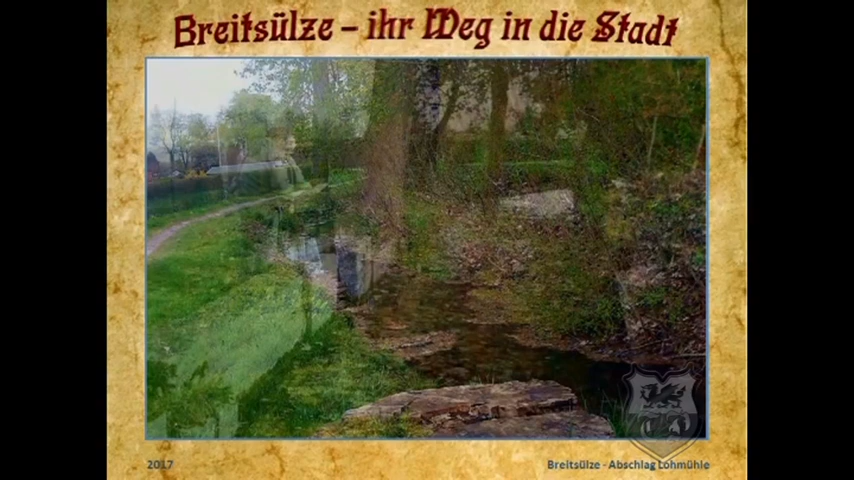 Breitsülze – ihr Weg in die Stadt
2017
Breitsülze - Abschlag Lohmühle